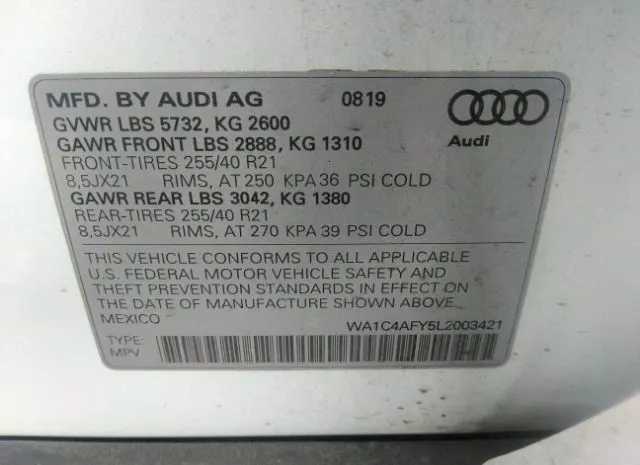 MFD. BY AUDI AG 0819
GVWR LBS 5732, KG 2600
GAWR FRONT LBS 2888, KG 1310
FRONT-TIRES 255/40 R21
8,5JX21 RIMS, AT 250 KPA 36 PSI COLD
GAWR REAR LBS 3042, KG 1380
REAR-TIRES 255/40 R21
8,5JX21 RIMS, AT 270 KPA 39 PSI COLD
Audi
THIS VEHICLE CONFORMS TO ALL APPLICABLE
U.S. FEDERAL MOTOR VEHICLE SAFETY AND
THEFT PREVENTION STANDARDS IN EFFECT ON
THE DATE OF MANUFACTURE SHOWN ABOVE.
MEXICO WA1C4AFY5L2003421
TYPE:
MPV